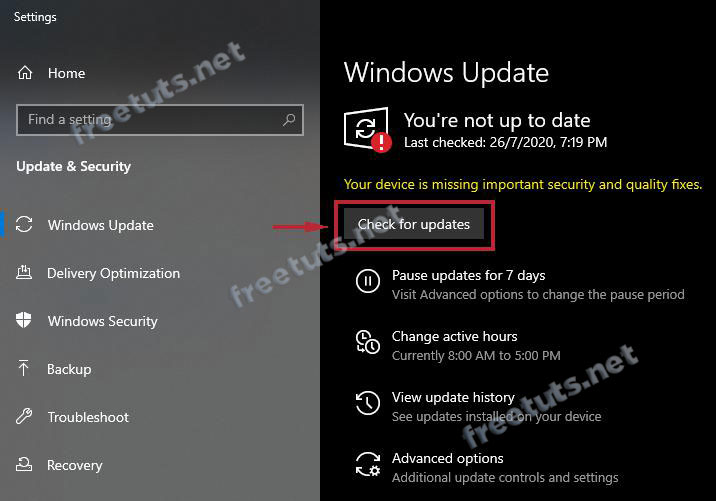 Settings
Home
Find a setting
Update & Security
Windows Update
Delivery Optimization
Windows Security
Backup
Troubleshoot
Recovery
Windows Update
You're not up to date
Last checked: 26/7/2020, 7:19 PM
Your device is missing important security and quality fixes.
Check for updates
Pause updates for 7 days
Visit Advanced options to change the pause period
Change active hours
Currently 8:00 AM to 5:00 PM
View update history
See updates installed on your device
Advanced options
Additional update controls and settings
freetuts.net
freetuts.net
freetuts.net